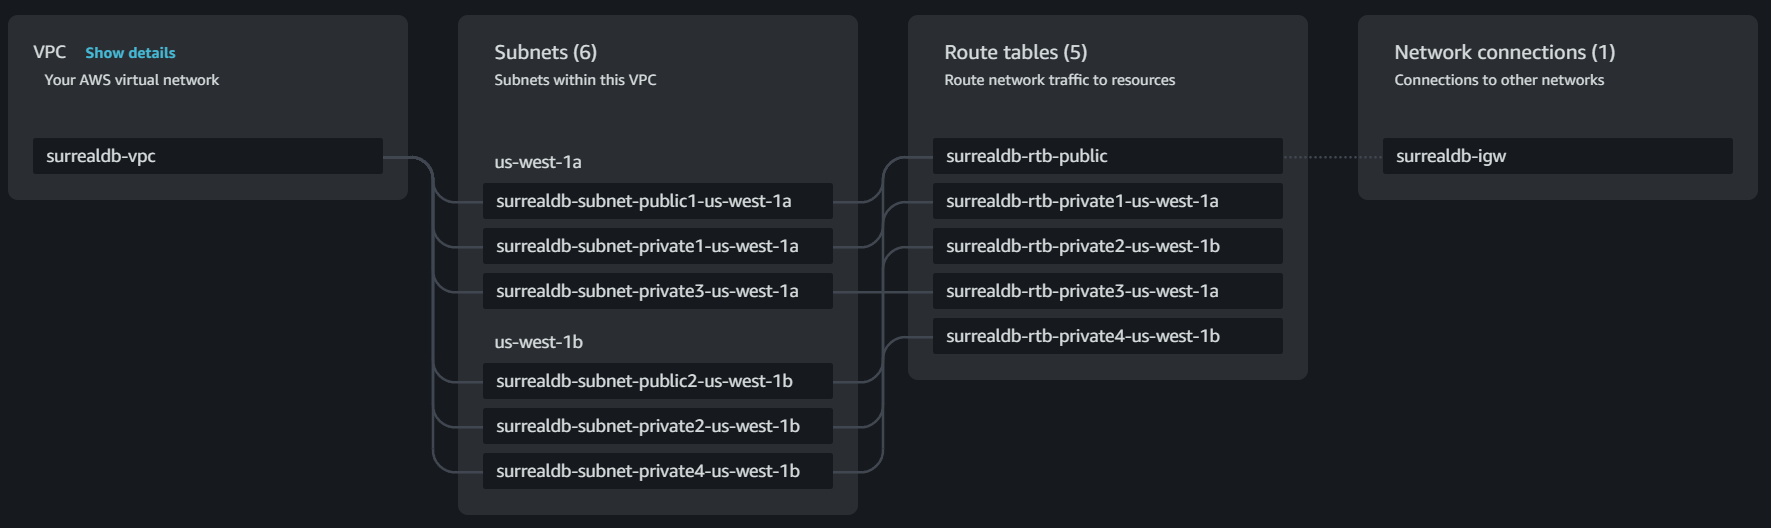 VPC Show details
Your AWS virtual network
surrealdb-vpc
Subnets (6)
Subnets within this VPC
us-west-1a
surrealdb-subnet-public1-us-west-1a
surrealdb-subnet-private1-us-west-1a
surrealdb-subnet-private3-us-west-1a
us-west-1b
surrealdb-subnet-public2-us-west-1b
surrealdb-subnet-private2-us-west-1b
surrealdb-subnet-private4-us-west-1b
Route tables (5)
Route network traffic to resources
surrealdb-rtb-public
surrealdb-rtb-private1-us-west-1a
surrealdb-rtb-private2-us-west-1b
surrealdb-rtb-private3-us-west-1a
surrealdb-rtb-private4-us-west-1b
Network connections (1)
Connections to other networks
surrealdb-igw